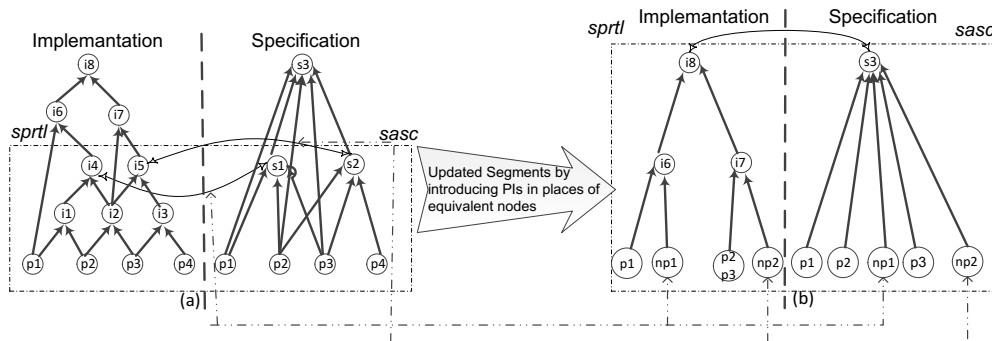 sprtl
Implementation
Specification
sasc
Implemantation
Specification
i8
s3
i8
s3
i6
i7
sprtl
sasc
i4
i5
s1
s2
Updated Segments by
introducing PIs in places of
equivalent nodes
i6
i7
i1
i2
i3
p1
p2
p3
p4
p1
p2
p3
p4
p1
np1
p2
p3
np2
p1
p2
np1
p3
np2
(a)
(b)